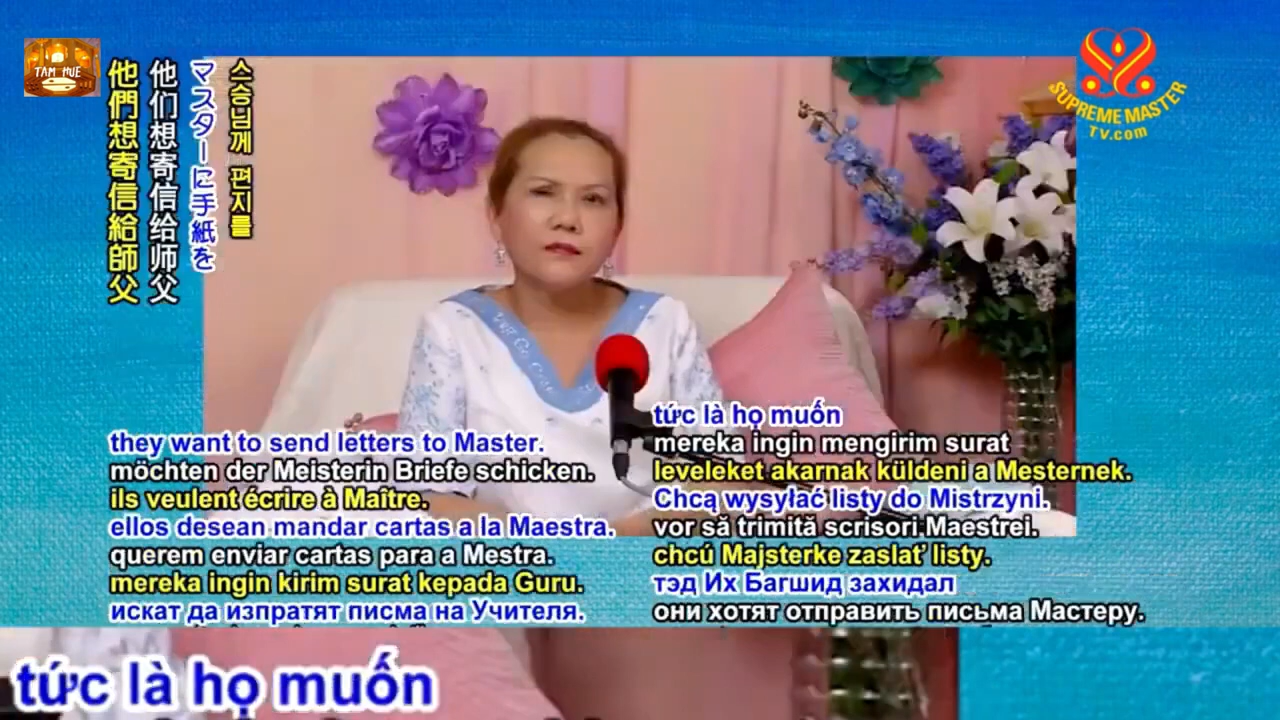 TAM HUE
他們想寄信給師父
他们想寄信给师父
マスターに手紙を
스승님께 편지를
SUPREME MASTER
TV.com
they want to send letters to Master.
möchten der Meisterin Briefe schicken.
ils veulent écrire à Maître.
ellos desean mandar cartas a la Maestra.
querem enviar cartas para a Mestra.
mereka ingin kirim surat kepada Guru.
искат да изпратят писма на Учителя.
tức là họ muốn
mereka ingin mengirim surat
leveleket akarnak küldeni a Mesternek.
Chcą wysyłać listy do Mistrzyni.
vor să trimită scrisori Maestrei.
chcú Majsterke zaslať listy.
тэд Их Багшид захидал
они хотят отправить письма Мастеру.
tức là họ muốn